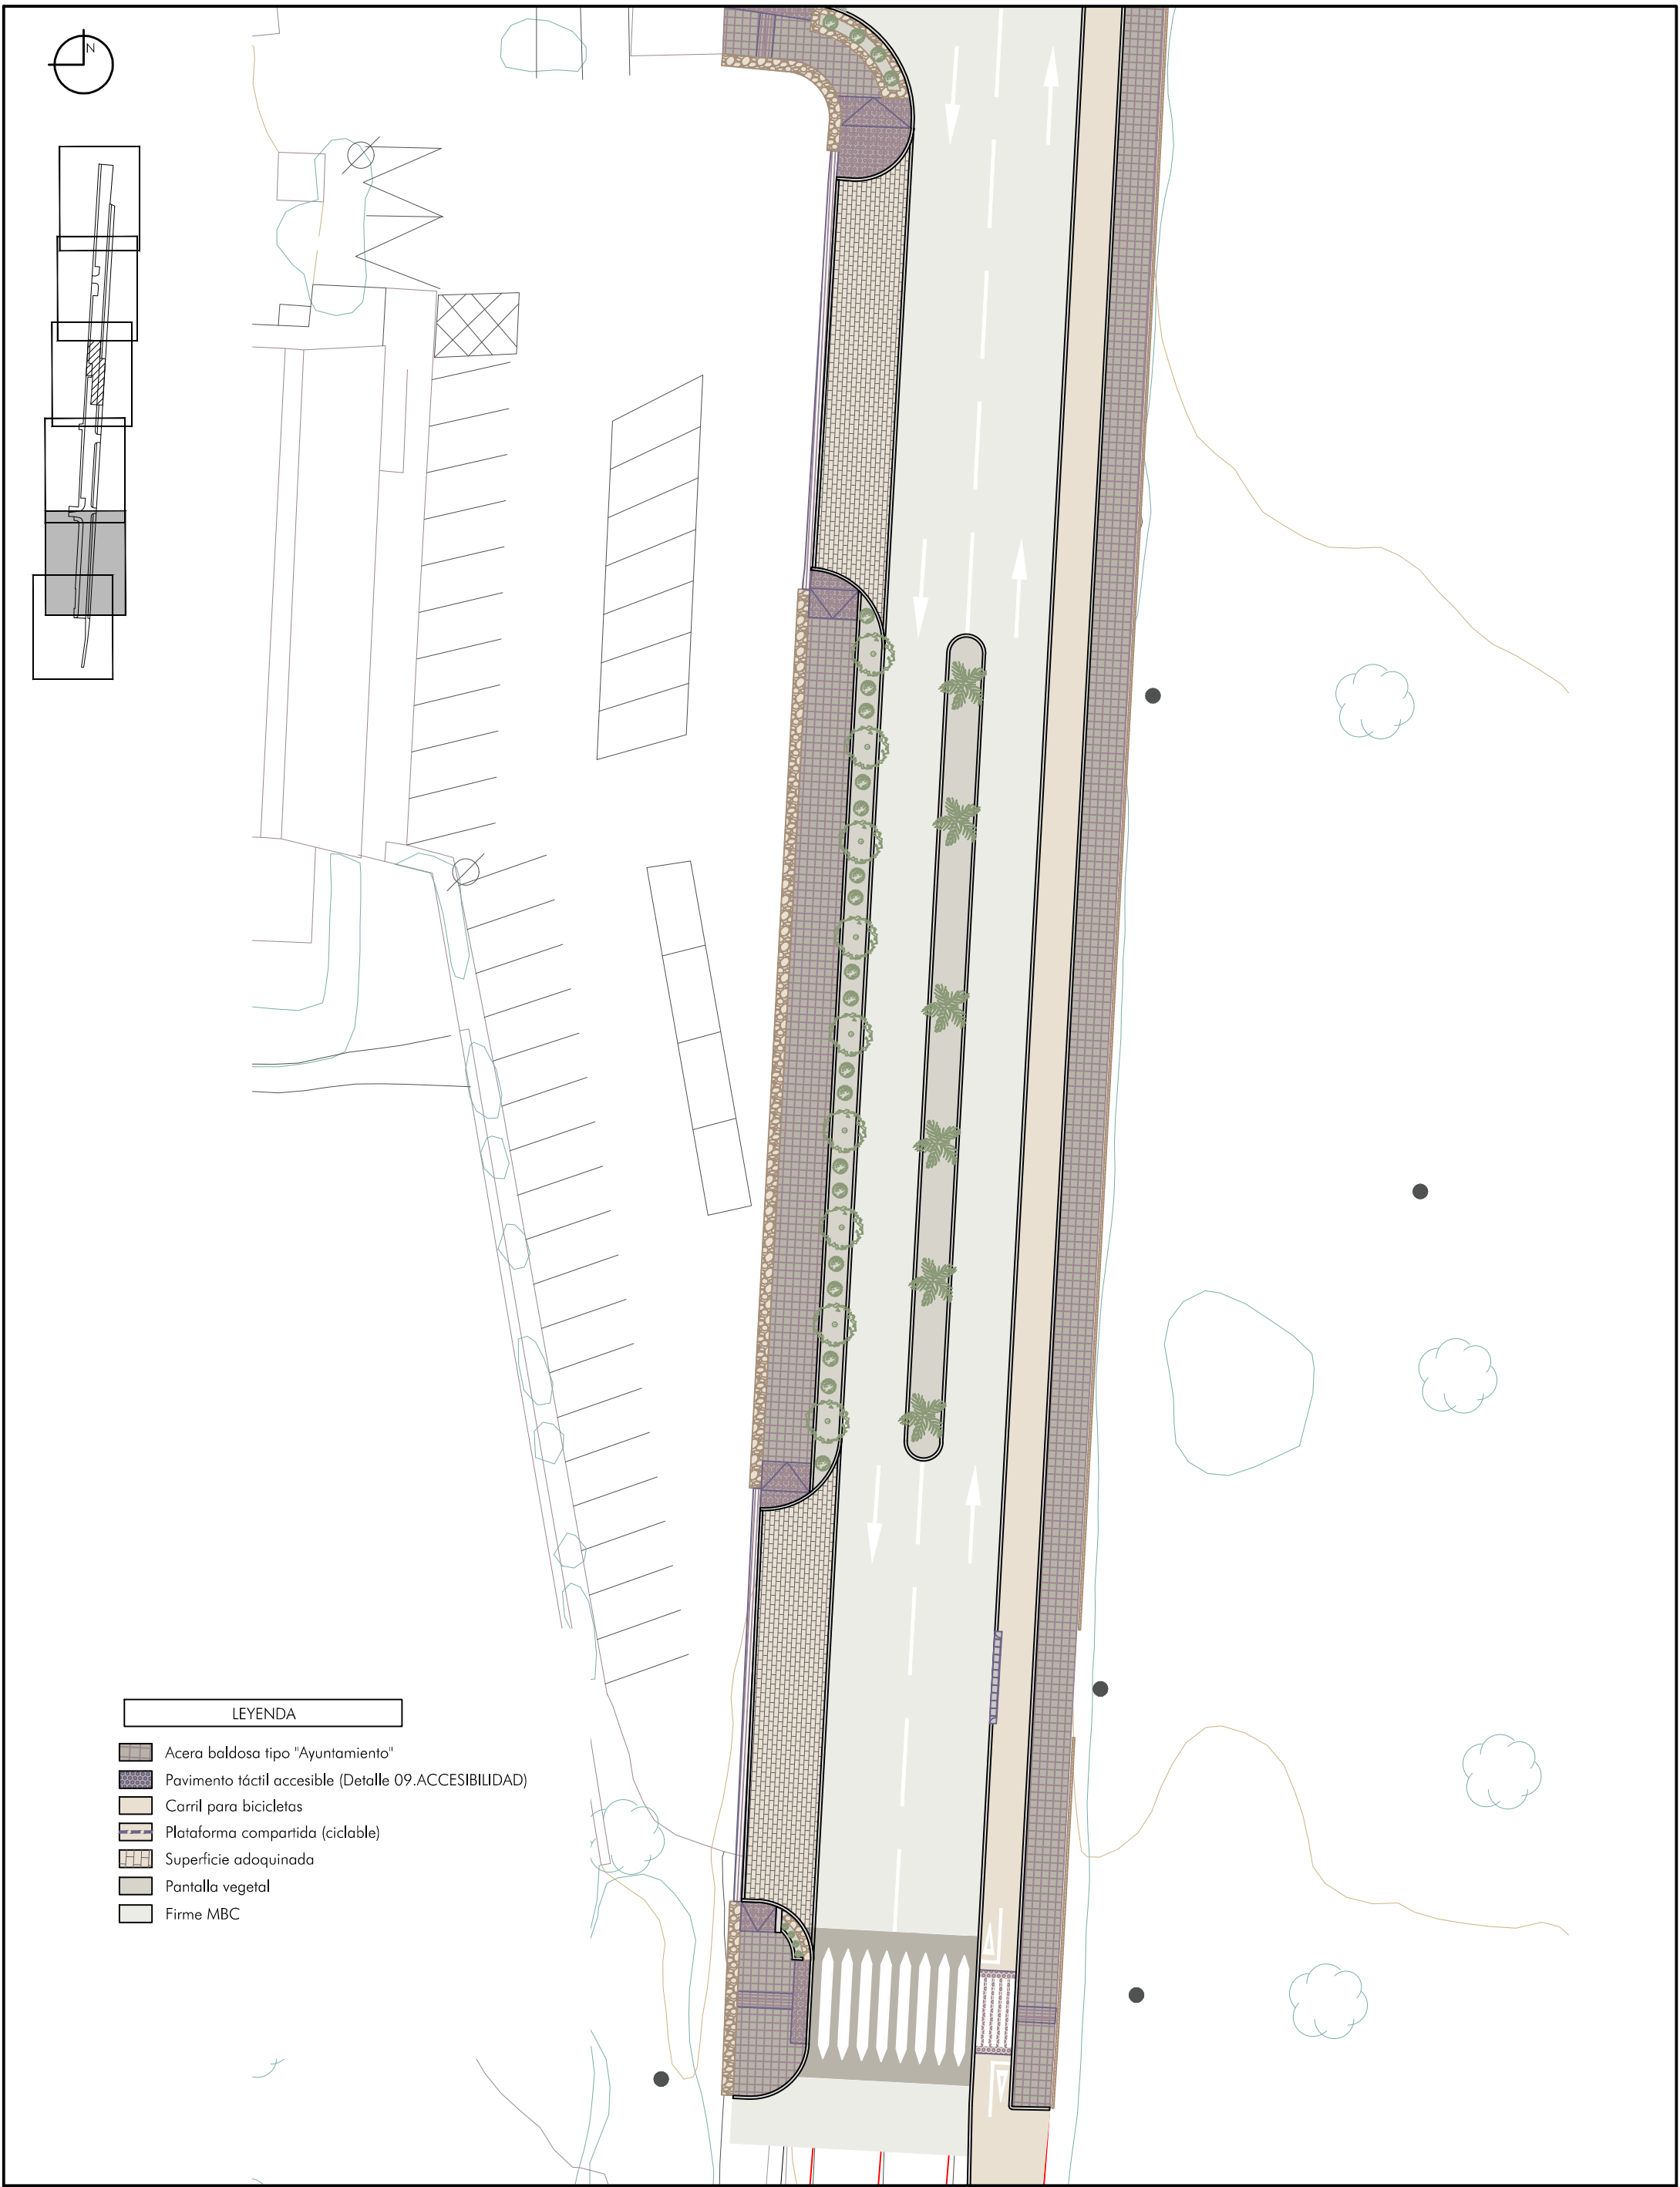 N
LEYENDA
Acera baldosa tipo "Ayuntamiento"
Pavimento táctil accesible (Detalle 09.ACCESIBILIDAD)
Carril para bicicletas
Plataforma compartida (ciclable)
Superficie adoquinada
Pantalla vegetal
Firme MBC